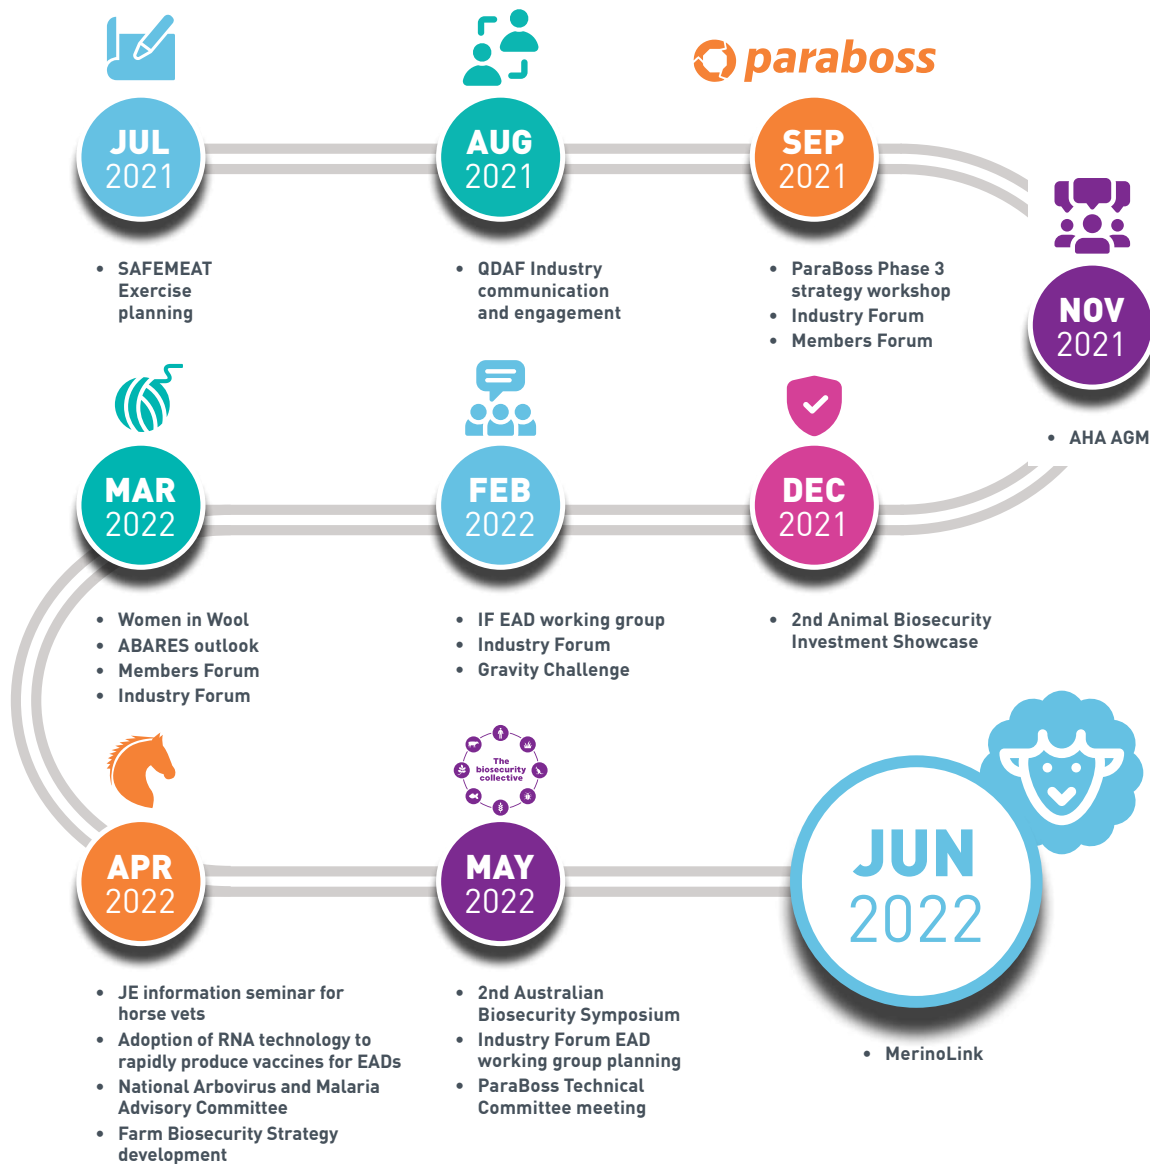 paraboss
JUL
2021
• SAFEMEAT
Exercise
planning
AUG
2021
• QDAF Industry
communication
and engagement
SEP
2021
• ParaBoss Phase 3
strategy workshop
• Industry Forum
• Members Forum
NOV
2021
• AHA AGM
DEC
2021
• 2nd Animal Biosecurity
Investment Showcase
FEB
2022
• IF EAD working group
• Industry Forum
• Gravity Challenge
MAR
2022
• Women in Wool
• ABARES outlook
• Members Forum
• Industry Forum
APR
2022
• JE information seminar for
horse vets
• Adoption of RNA technology to
rapidly produce vaccines for EADs
• National Arbovirus and Malaria
Advisory Committee
• Farm Biosecurity Strategy
development
The
biosecurity
collective
MAY
2022
• 2nd Australian
Biosecurity Symposium
• Industry Forum EAD
working group planning
• ParaBoss Technical
Committee meeting
JUN
2022
• MerinoLink